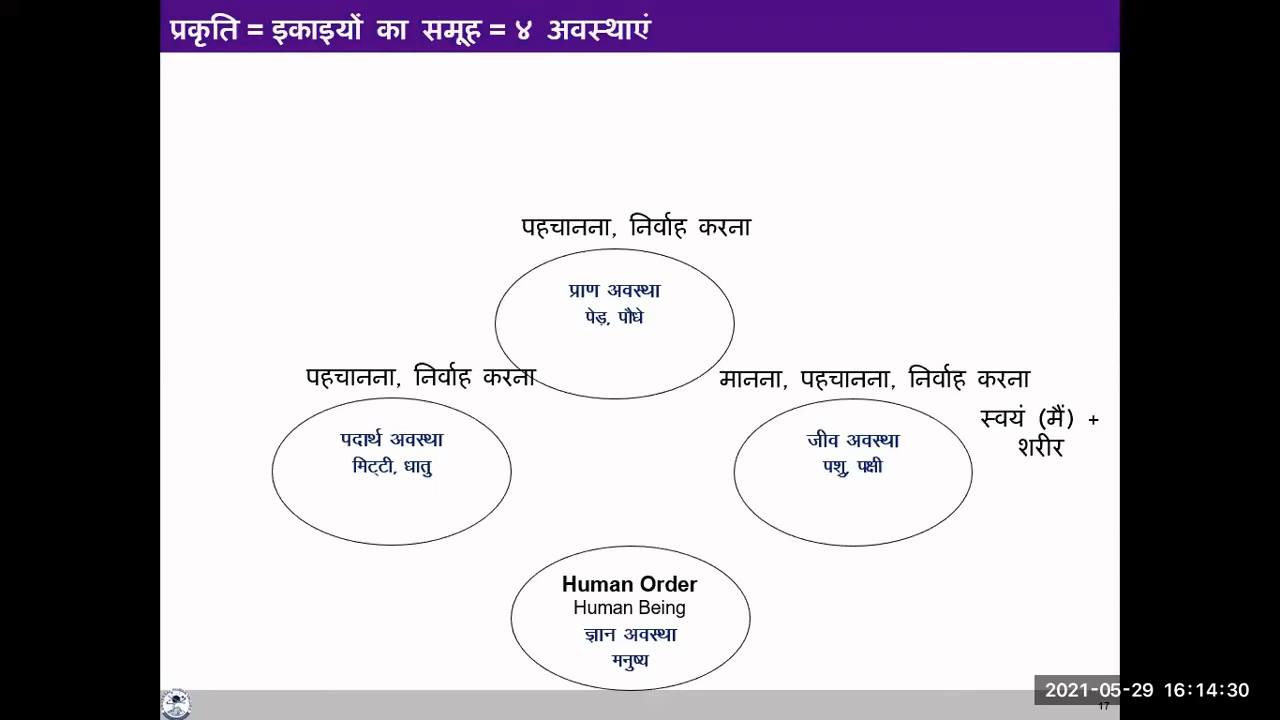 प्रकृति = इकाइयों का समूह = ४ अवस्थाएं
पहचानना, निर्वाह करना
प्राण अवस्था
पेड़, पौधे
पहचानना, निर्वाह करना
पदार्थ अवस्था
मिट्टी, धातु
मानना, पहचानना, निर्वाह करना
स्वयं (मैं) +
शरीर
जीव अवस्था
पशु, पक्षी
Human Order
Human Being
ज्ञान अवस्था
मनुष्य
2021-05-29 16:14:30
17